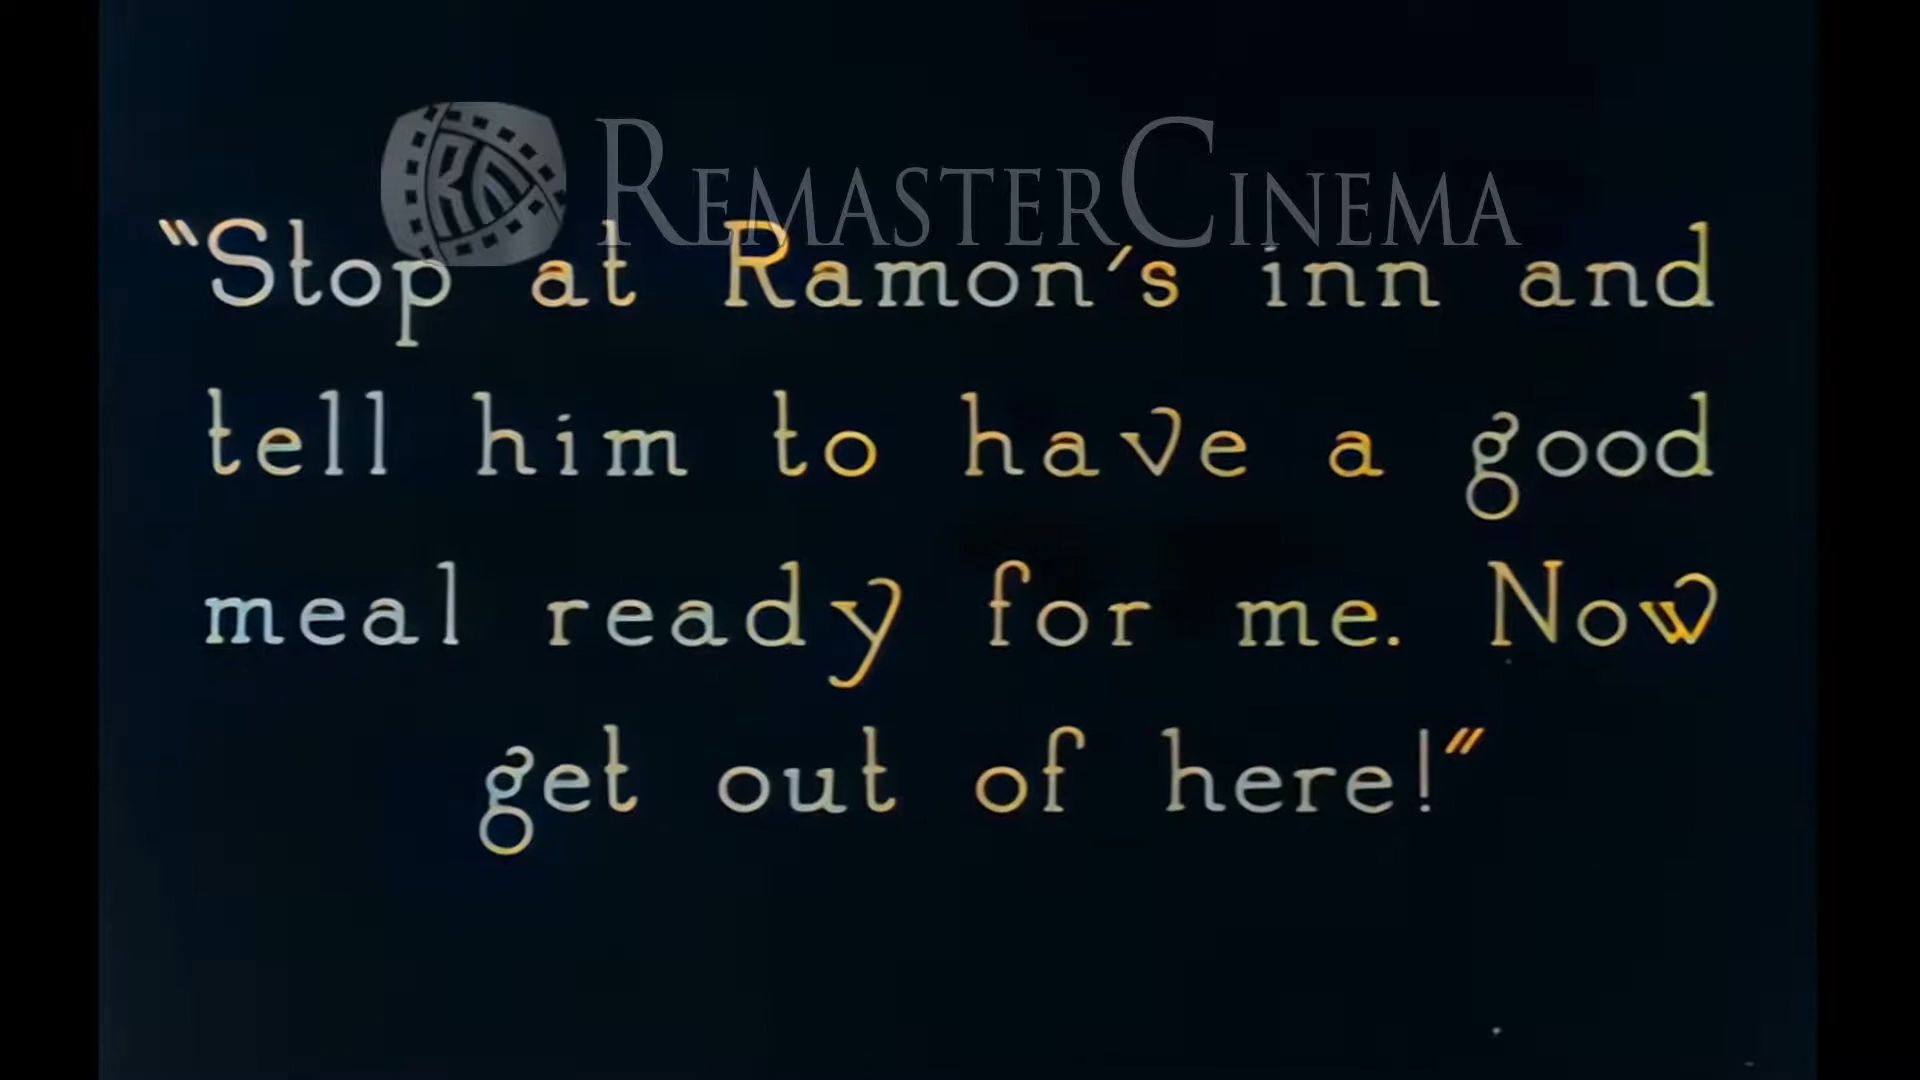 REMASTERCINEMA
"Stop at Ramon's inn and
tell him to have a good
meal ready for me. Now
get out of here!"